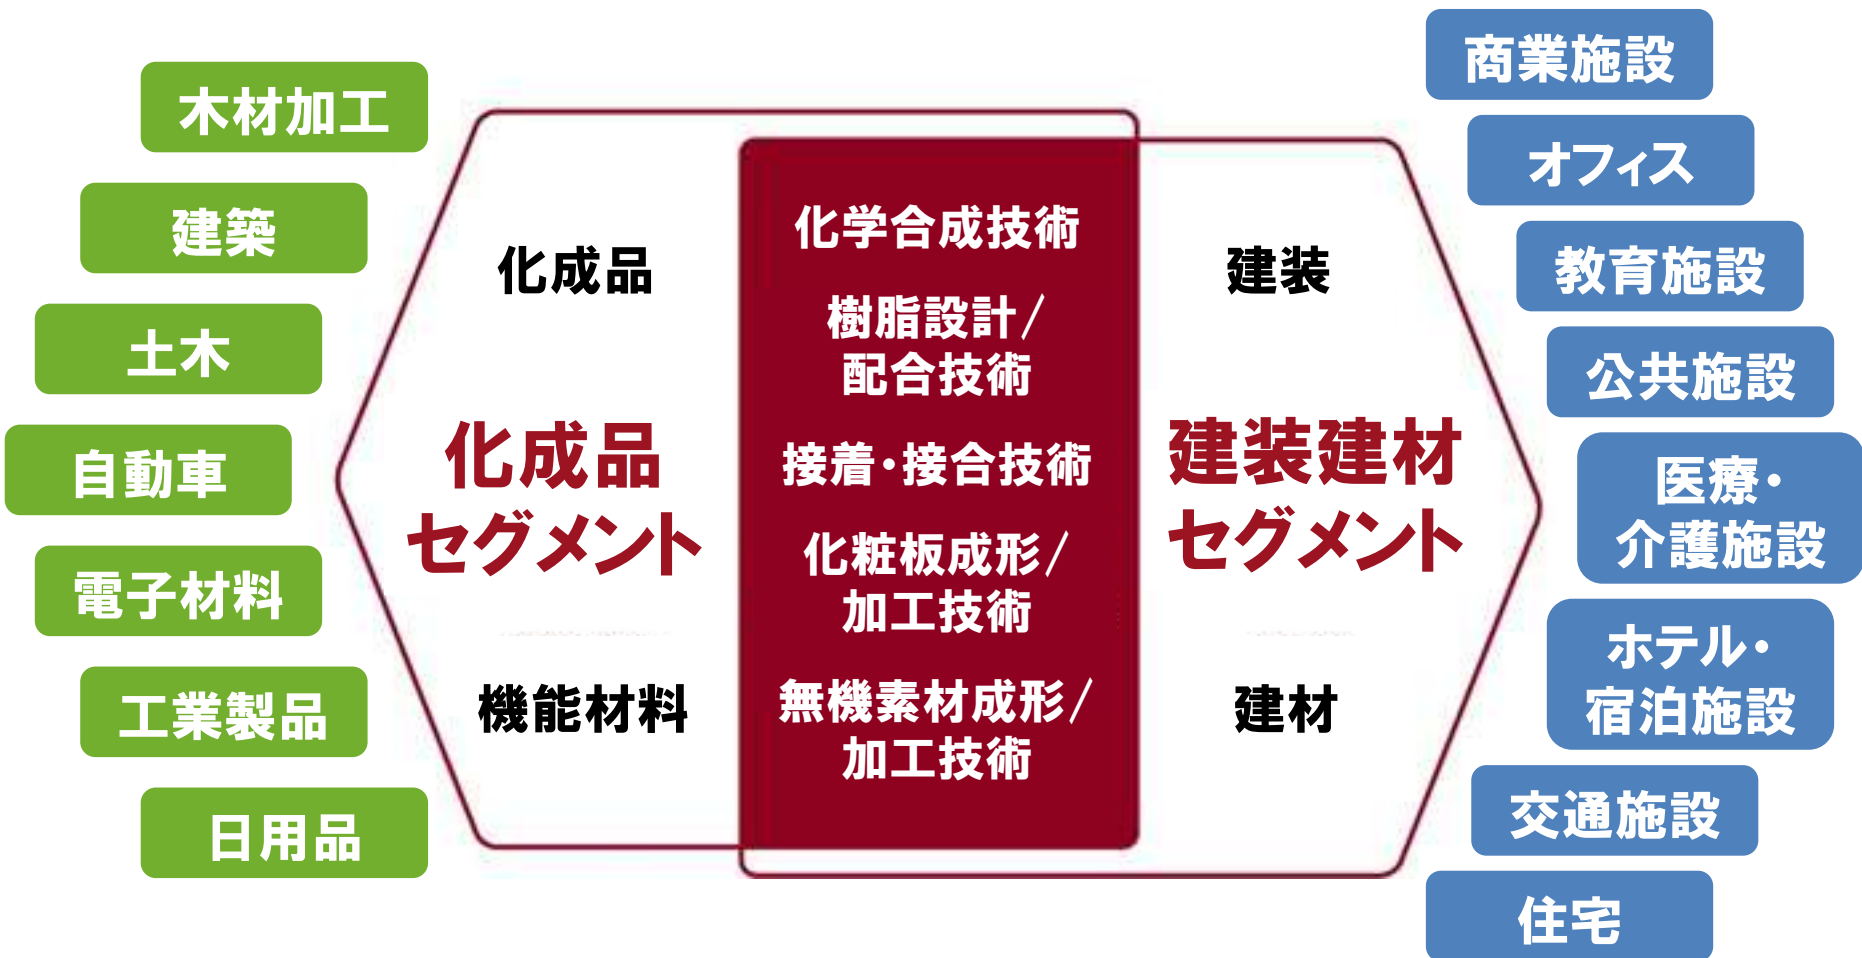 木材加工
建築
土木
自動車
電子材料
工業製品
日用品
化成品
化成品
セグメント
機能材料
化学合成技術
樹脂設計/
配合技術
接着・接合技術
化粧板成形/
加工技術
無機素材成形/
加工技術
建装
建装建材
セグメント
建材
商業施設
オフィス
教育施設
公共施設
医療・
介護施設
ホテル・
宿泊施設
交通施設
住宅